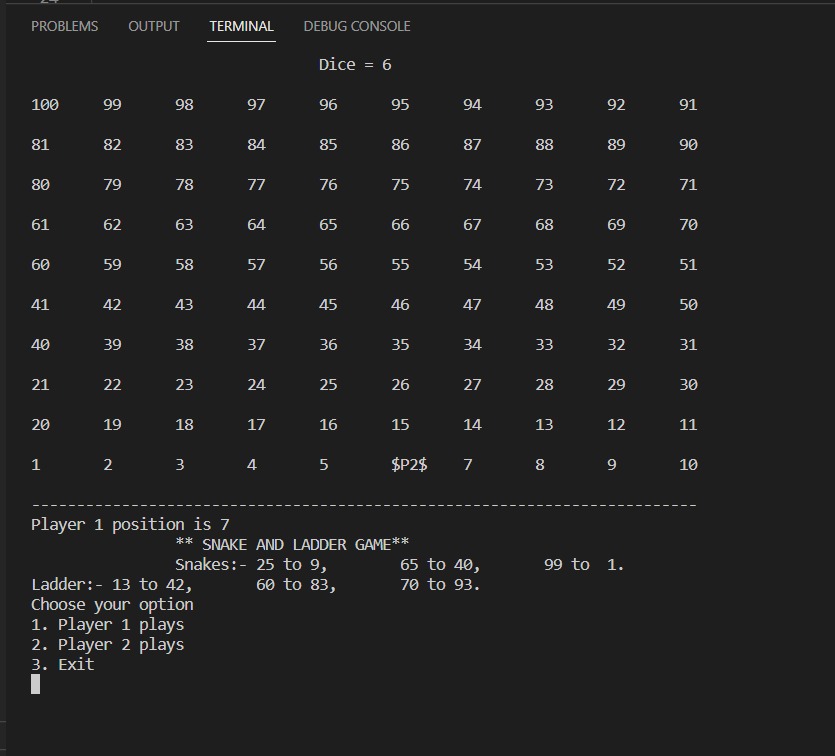 PROBLEMS OUTPUT TERMINAL DEBUG CONSOLE
Dice = 6
100 99 98 97 96 95 94 93 92 91
81 82 83 84 85 86 87 88 89 90
80 79 78 77 76 75 74 73 72 71
61 62 63 64 65 66 67 68 69 70
60 59 58 57 56 55 54 53 52 51
41 42 43 44 45 46 47 48 49 50
40 39 38 37 36 35 34 33 32 31
21 22 23 24 25 26 27 28 29 30
20 19 18 17 16 15 14 13 12 11
1 2 3 4 5 $P2$ 7 8 9 10
--------------------------------------------------------------------------
Player 1 position is 7
** SNAKE AND LADDER GAME**
Snakes:- 25 to 9, 65 to 40, 99 to 1.
Ladder:- 13 to 42, 60 to 83, 70 to 93.
Choose your option
1. Player 1 plays
2. Player 2 plays
3. Exit